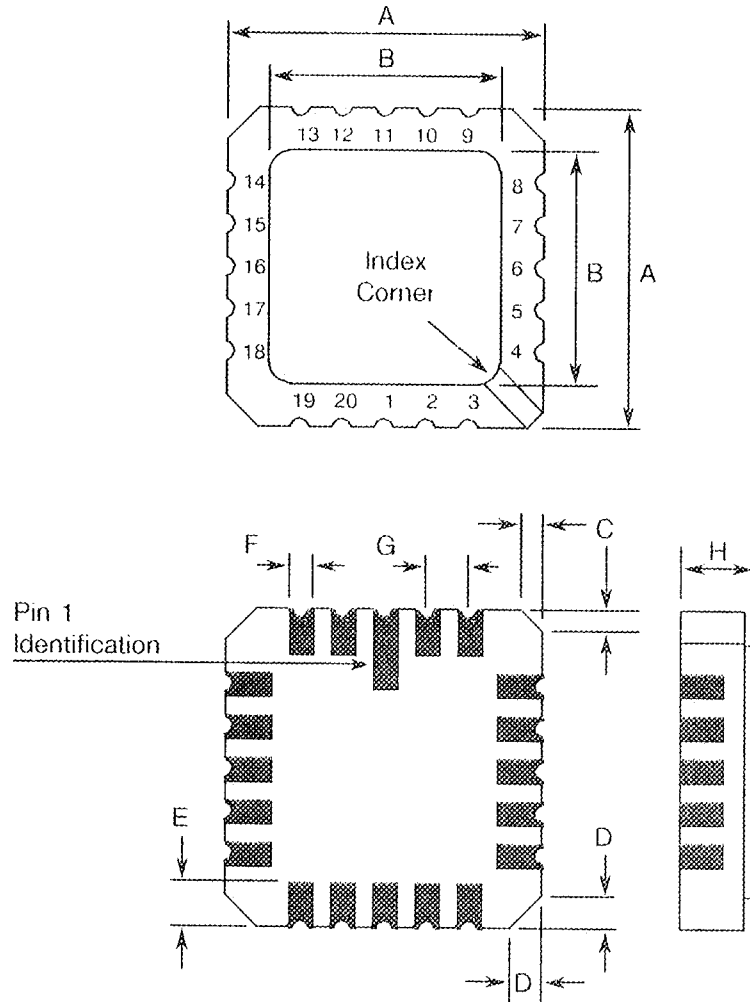 A
B
13 12 11 10 9
14 8
15 7
16 6
17 5
18 4
Index
Corner
B A
19 20 1 2 3
C
F G H
Pin 1
Identification
E D
D